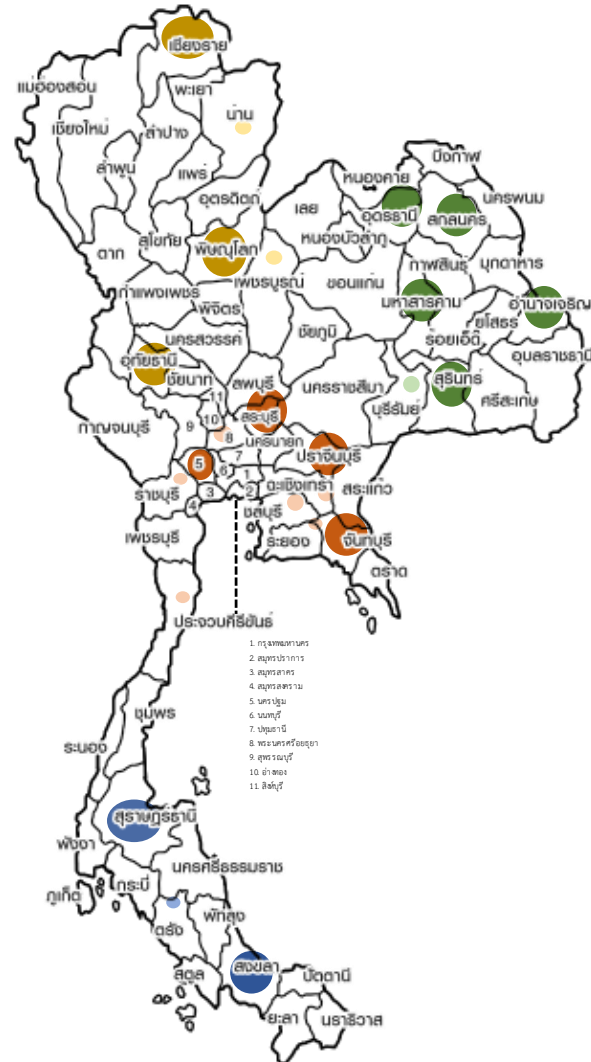 เชียงราย
แม่ฮ่องสอน
พะเยา
น่าน
เชียงใหม่
ลำปาง
ลำพูน
แพร่
อุตรดิตถ์
ตาก
สุโขทัย
พิษณุโลก
เพชรบูรณ์
กำแพงเพชร
พิจิตร
นครสวรรค์
อุทัยธานี
ชัยนาท
บึงกาฬ
หนองคาย
เลย
อุดรธานี
สกลนคร
นครพนม
หนองบัวลำภู
ขอนแก่น
กาฬสินธุ์
มุกดาหาร
มหาสารคาม
อำนาจเจริญ
ยโสธร
ร้อยเอ็ด
ชัยภูมิ
อุบลราชธานี
นครราชสีมา
บุรีรัมย์
สุรินทร์
ศรีสะเกษ
ลพบุรี
สระบุรี
กาญจนบุรี
11
10
9
8
นครนายก
7
5
6
1
2
3
4
ปราจีนบุรี
ฉะเชิงเทรา
สระแก้ว
ราชบุรี
ชลบุรี
เพชรบุรี
ระยอง
จันทบุรี
ตราด
ประจวบคีรีขันธ์
1. กรุงเทพมหานคร
2. สมุทรปราการ
3. สมุทรสาคร
4. สมุทรสงคราม
5. นครปฐม
6. นนทบุรี
7. ปทุมธานี
8. พระนครศรีอยุธยา
9. สุพรรณบุรี
10. อ่างทอง
11. สิงห์บุรี
ชุมพร
ระนอง
สุราษฎร์ธานี
พังงา
นครศรีธรรมราช
กระบี่
ภูเก็ต
ตรัง
พัทลุง
สตูล
สงขลา
ปัตตานี
ยะลา
นราธิวาส